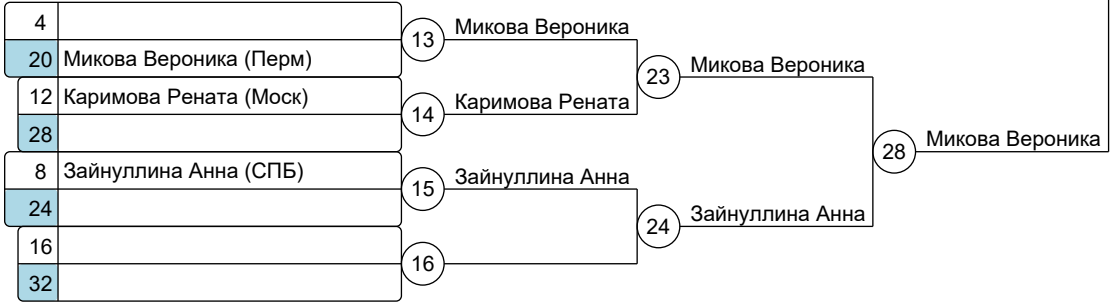 4
13
Микова Вероника
20 Микова Вероника (Перм)
23
Микова Вероника
12 Каримова Рената (Моск)
14
Каримова Рената
28
28
Микова Вероника
8 Зайнуллина Анна (СПБ)
15
Зайнуллина Анна
24
24
Зайнуллина Анна
16
16
32